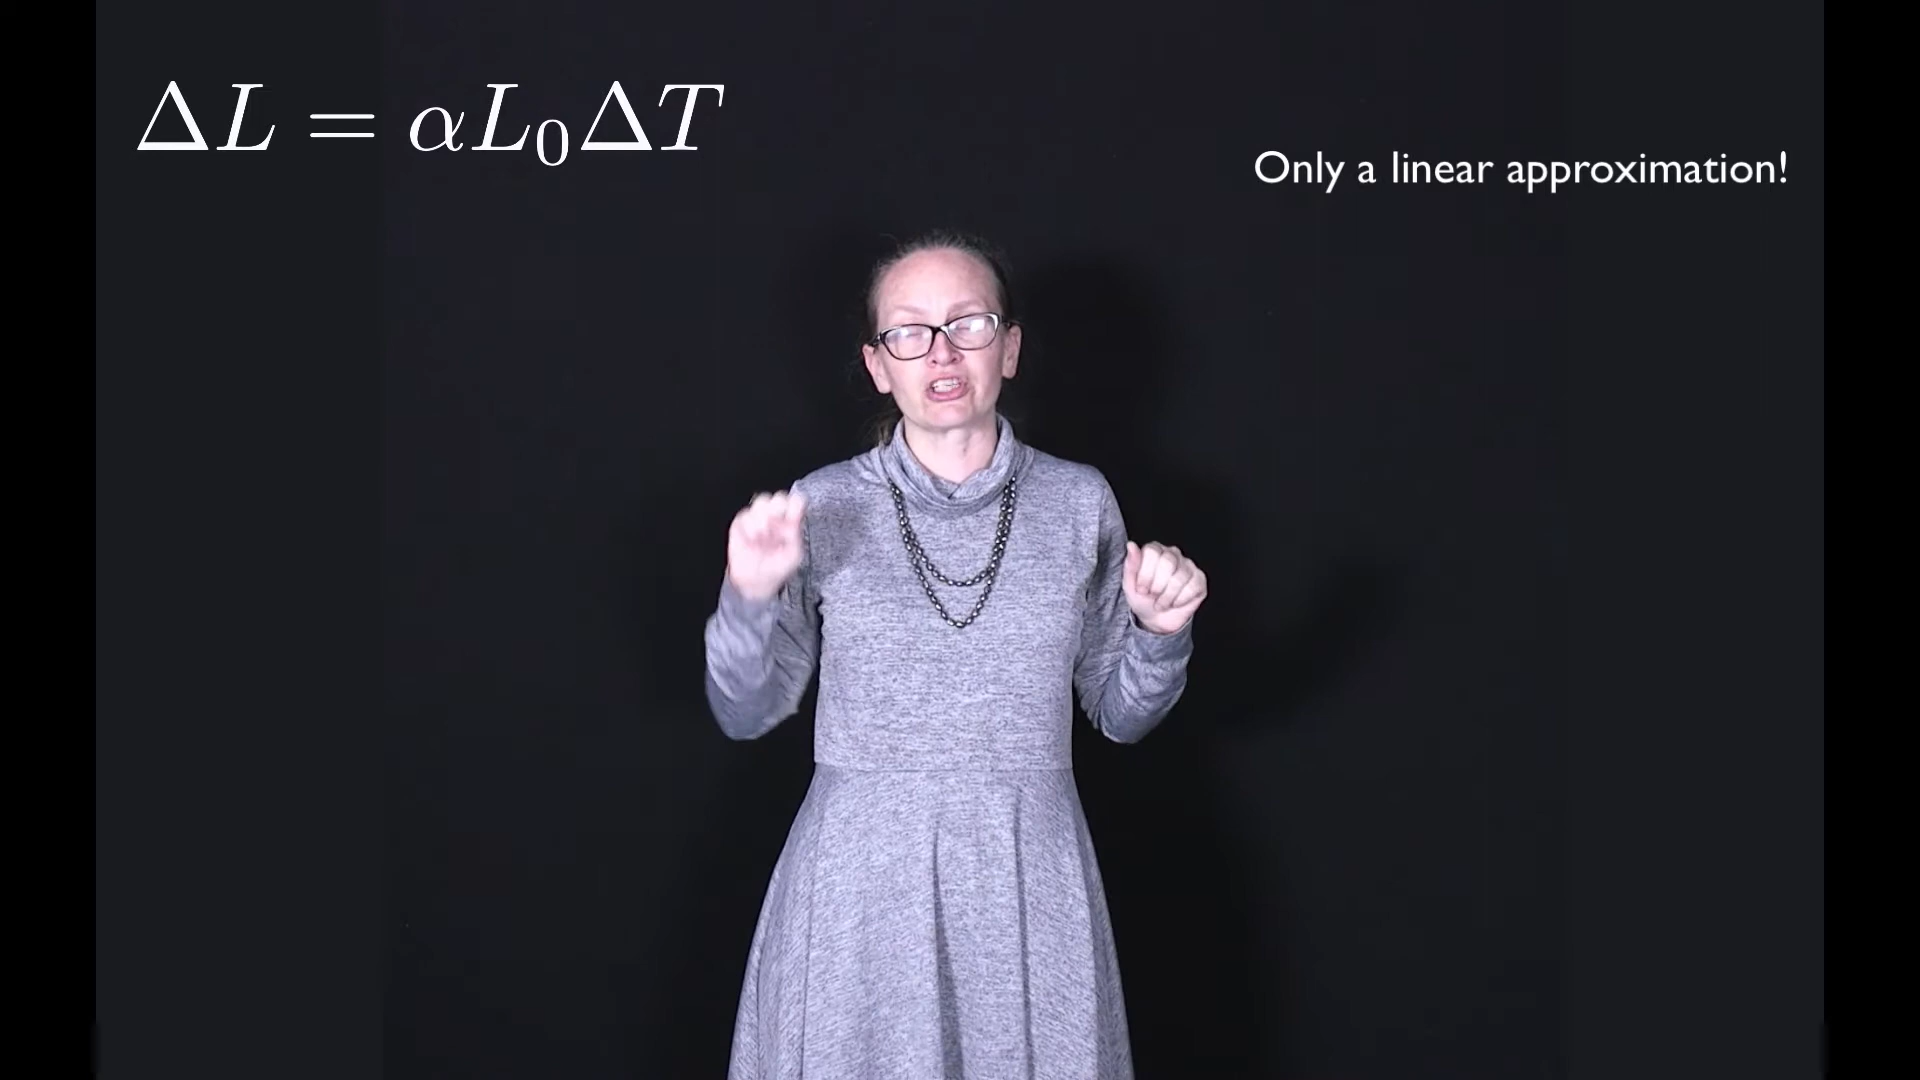 ΔL = αL₀ΔT
Only a linear approximation!